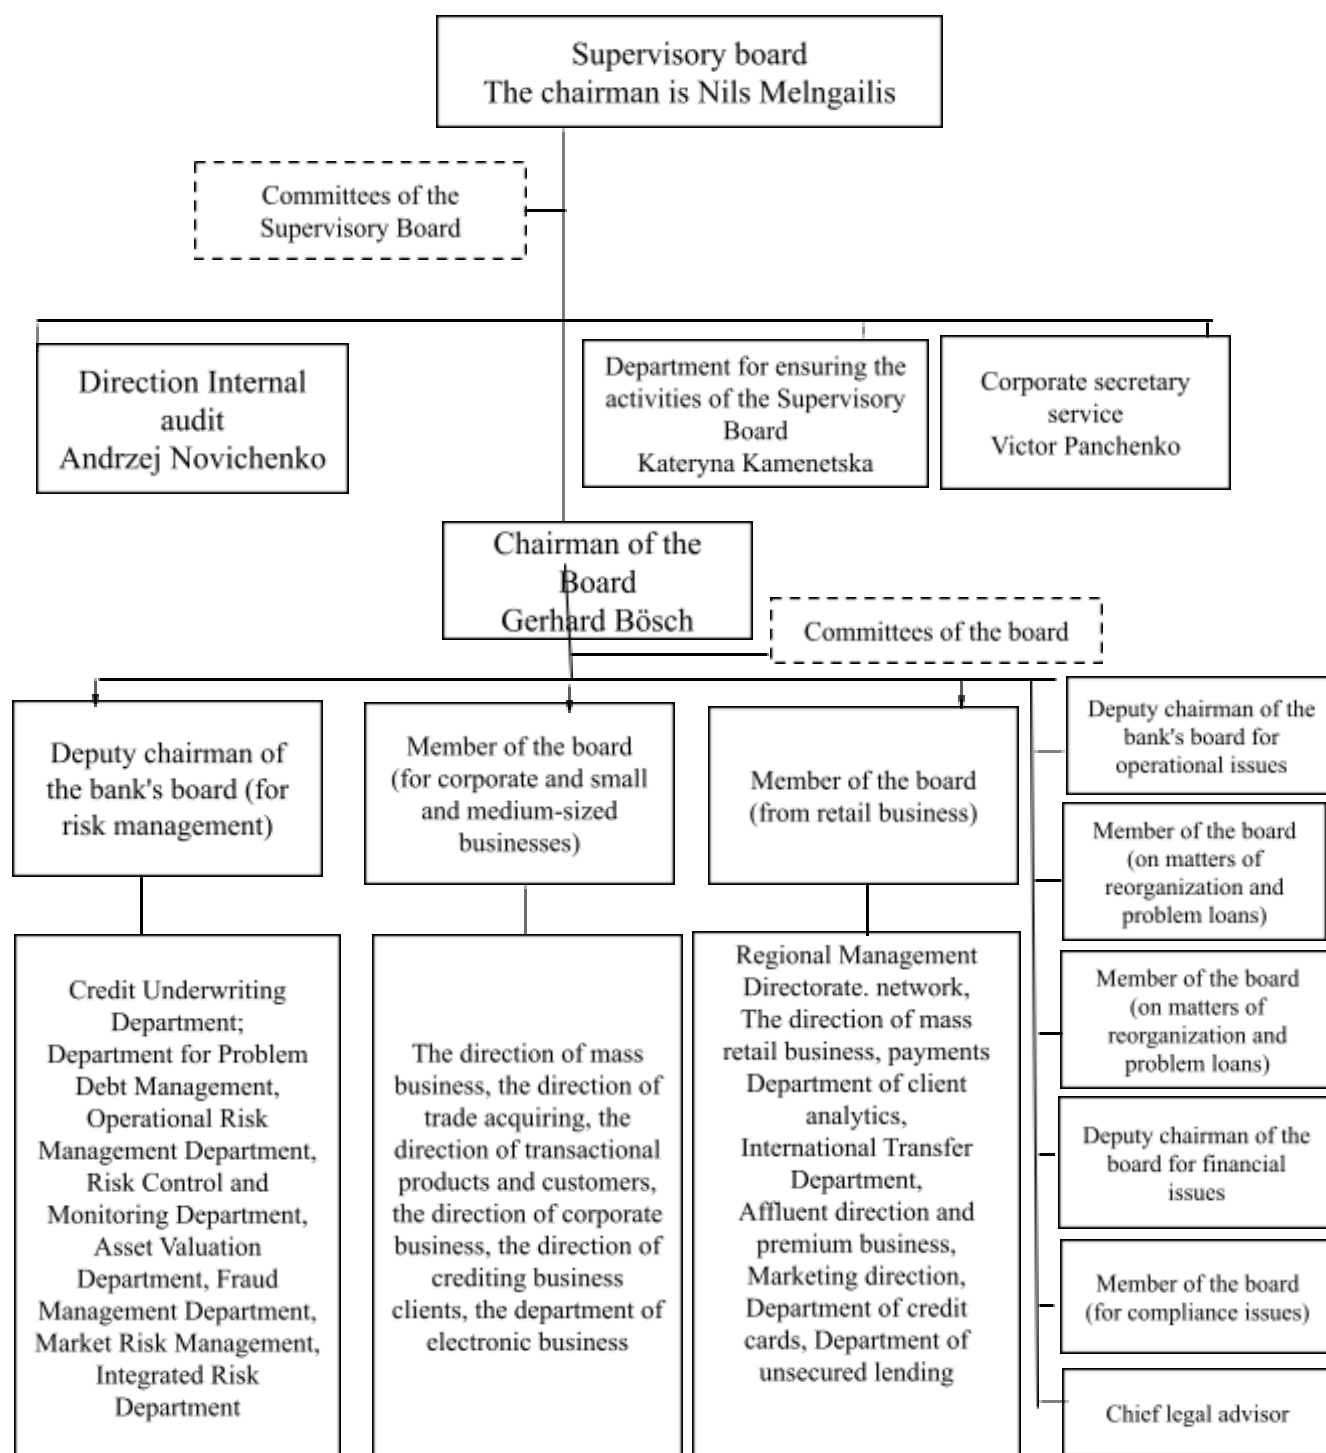 Supervisory board
The chairman is Nils Melngailis
Committees of the
Supervisory Board
Direction Internal
audit
Andrzej Novichenko
Department for ensuring the
activities of the Supervisory
Board
Kateryna Kamenetska
Corporate secretary
service
Victor Panchenko
Chairman of the
Board
Gerhard Bösch
Committees of the board
Deputy chairman of
the bank's board (for
risk management)
Member of the board
(for corporate and small
and medium-sized
businesses)
Member of the board
(from retail business)
Deputy chairman of the
bank's board for
operational issues
Member of the board
(on matters of
reorganization and
problem loans)
Member of the board
(on matters of
reorganization and
problem loans)
Deputy chairman of the
board for financial
issues
Member of the board
(for compliance issues)
Chief legal advisor
Credit Underwriting
Department;
Department for Problem
Debt Management,
Operational Risk
Management Department,
Risk Control and
Monitoring Department,
Asset Valuation
Department, Fraud
Management Department,
Market Risk Management,
Integrated Risk
Department
The direction of mass
business, the direction of
trade acquiring, the
direction of transactional
products and customers,
the direction of corporate
business, the direction of
crediting business
clients, the department of
electronic business
Regional Management
Directorate. network,
The direction of mass
retail business, payments
Department of client
analytics,
International Transfer
Department,
Affluent direction and
premium business,
Marketing direction,
Department of credit
cards, Department of
unsecured lending